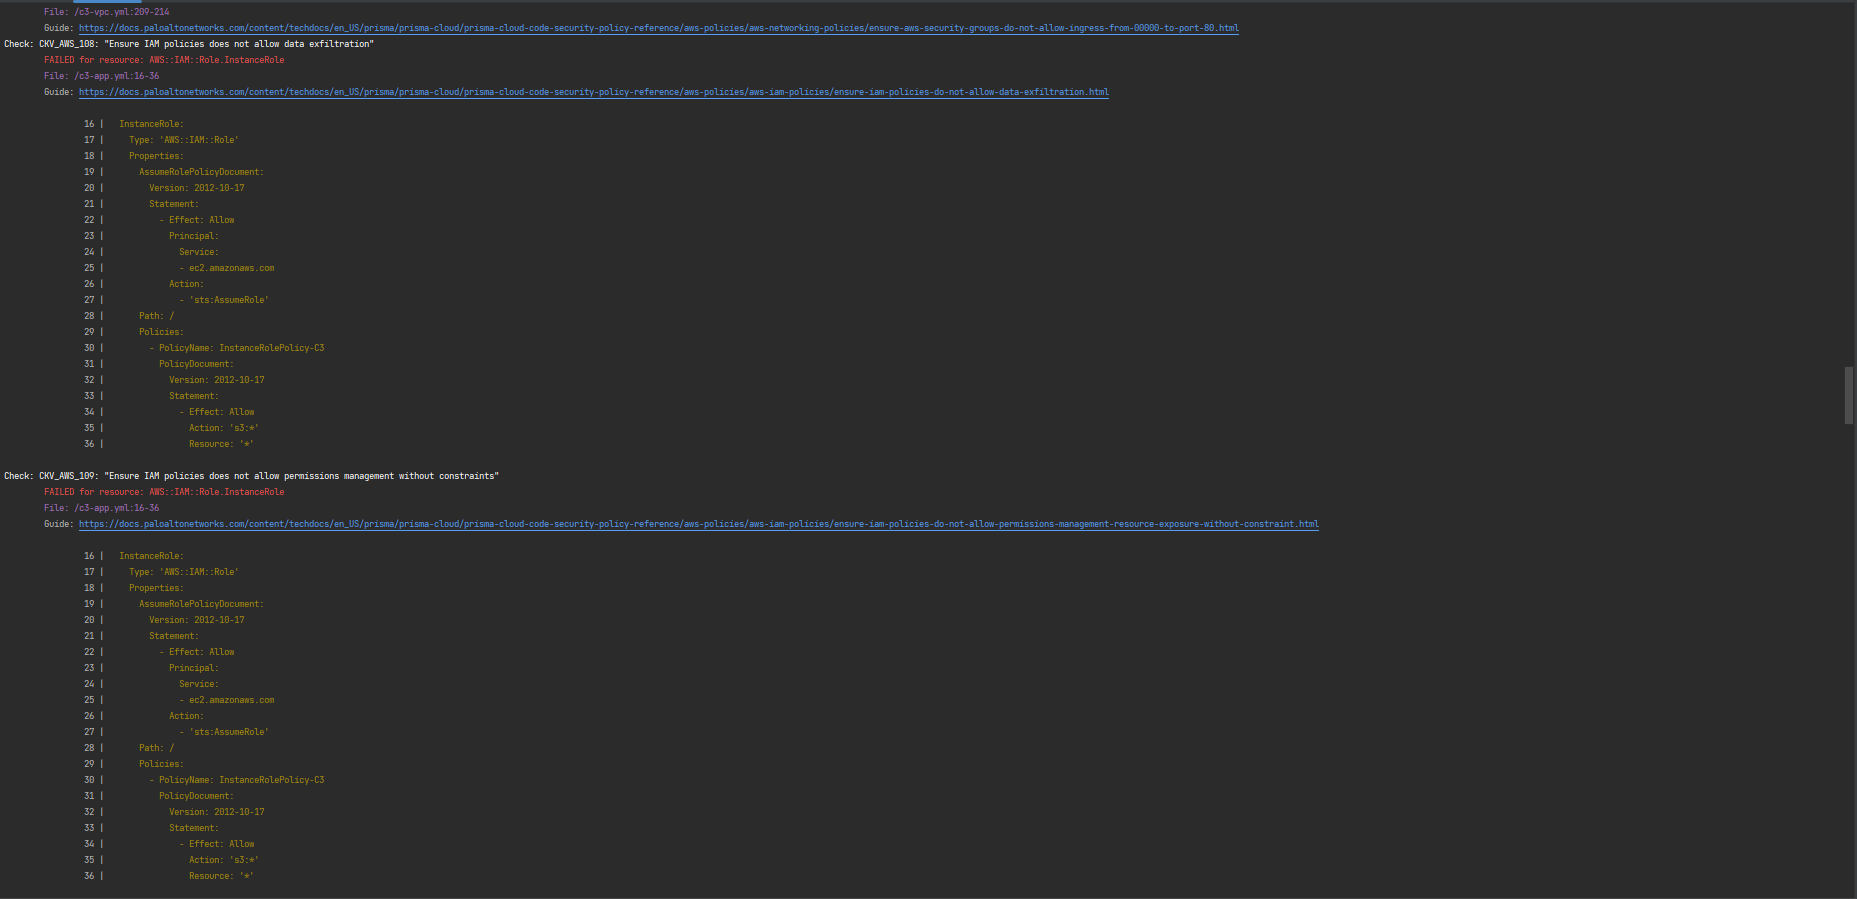 File: /c3-vpc.yml:209-214
Guide: https://docs.paloaltonetworks.com/content/techdocs/en_US/prisma/prisma-cloud/prisma-cloud-code-security-policy-reference/aws-policies/aws-networking-policies/ensure-aws-security-groups-do-not-allow-ingress-from-00000-to-port-80.html
Check: CKV_AWS_108: "Ensure IAM policies does not allow data exfiltration"
FAILED for resource: AWS::IAM::Role.InstanceRole
File: /c3-app.yml:16-36
Guide: https://docs.paloaltonetworks.com/content/techdocs/en_US/prisma/prisma-cloud/prisma-cloud-code-security-policy-reference/aws-policies/aws-iam-policies/ensure-iam-policies-do-not-allow-data-exfiltration.html
16 |   InstanceRole:
17 |     Type: 'AWS::IAM::Role'
18 |     Properties:
19 |       AssumeRolePolicyDocument:
20 |         Version: 2012-10-17
21 |         Statement:
22 |           - Effect: Allow
23 |             Principal:
24 |               Service:
25 |               - ec2.amazonaws.com
26 |             Action:
27 |               - 'sts:AssumeRole'
28 |       Path: /
29 |       Policies:
30 |         - PolicyName: InstanceRolePolicy-C3
31 |           PolicyDocument:
32 |             Version: 2012-10-17
33 |             Statement:
34 |               - Effect: Allow
35 |                 Action: 's3:*'
36 |                 Resource: '*'
Check: CKV_AWS_109: "Ensure IAM policies does not allow permissions management without constraints"
FAILED for resource: AWS::IAM::Role.InstanceRole
File: /c3-app.yml:16-36
Guide: https://docs.paloaltonetworks.com/content/techdocs/en_US/prisma/prisma-cloud/prisma-cloud-code-security-policy-reference/aws-policies/aws-iam-policies/ensure-iam-policies-do-not-allow-permissions-management-resource-exposure-without-constraint.html
16 |   InstanceRole:
17 |     Type: 'AWS::IAM::Role'
18 |     Properties:
19 |       AssumeRolePolicyDocument:
20 |         Version: 2012-10-17
21 |         Statement:
22 |           - Effect: Allow
23 |             Principal:
24 |               Service:
25 |               - ec2.amazonaws.com
26 |             Action:
27 |               - 'sts:AssumeRole'
28 |       Path: /
29 |       Policies:
30 |         - PolicyName: InstanceRolePolicy-C3
31 |           PolicyDocument:
32 |             Version: 2012-10-17
33 |             Statement:
34 |               - Effect: Allow
35 |                 Action: 's3:*'
36 |                 Resource: '*'